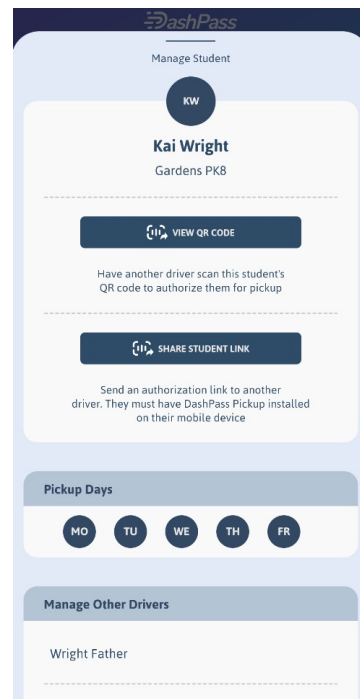 DashPass
Manage Student
KW
Kai Wright
Gardens PK8
VIEW QR CODE
Have another driver scan this student's
QR code to authorize them for pickup
SHARE STUDENT LINK
Send an authorization link to another
driver. They must have DashPass Pickup installed
on their mobile device
Pickup Days
MO TU WE TH FR
Manage Other Drivers
Wright Father